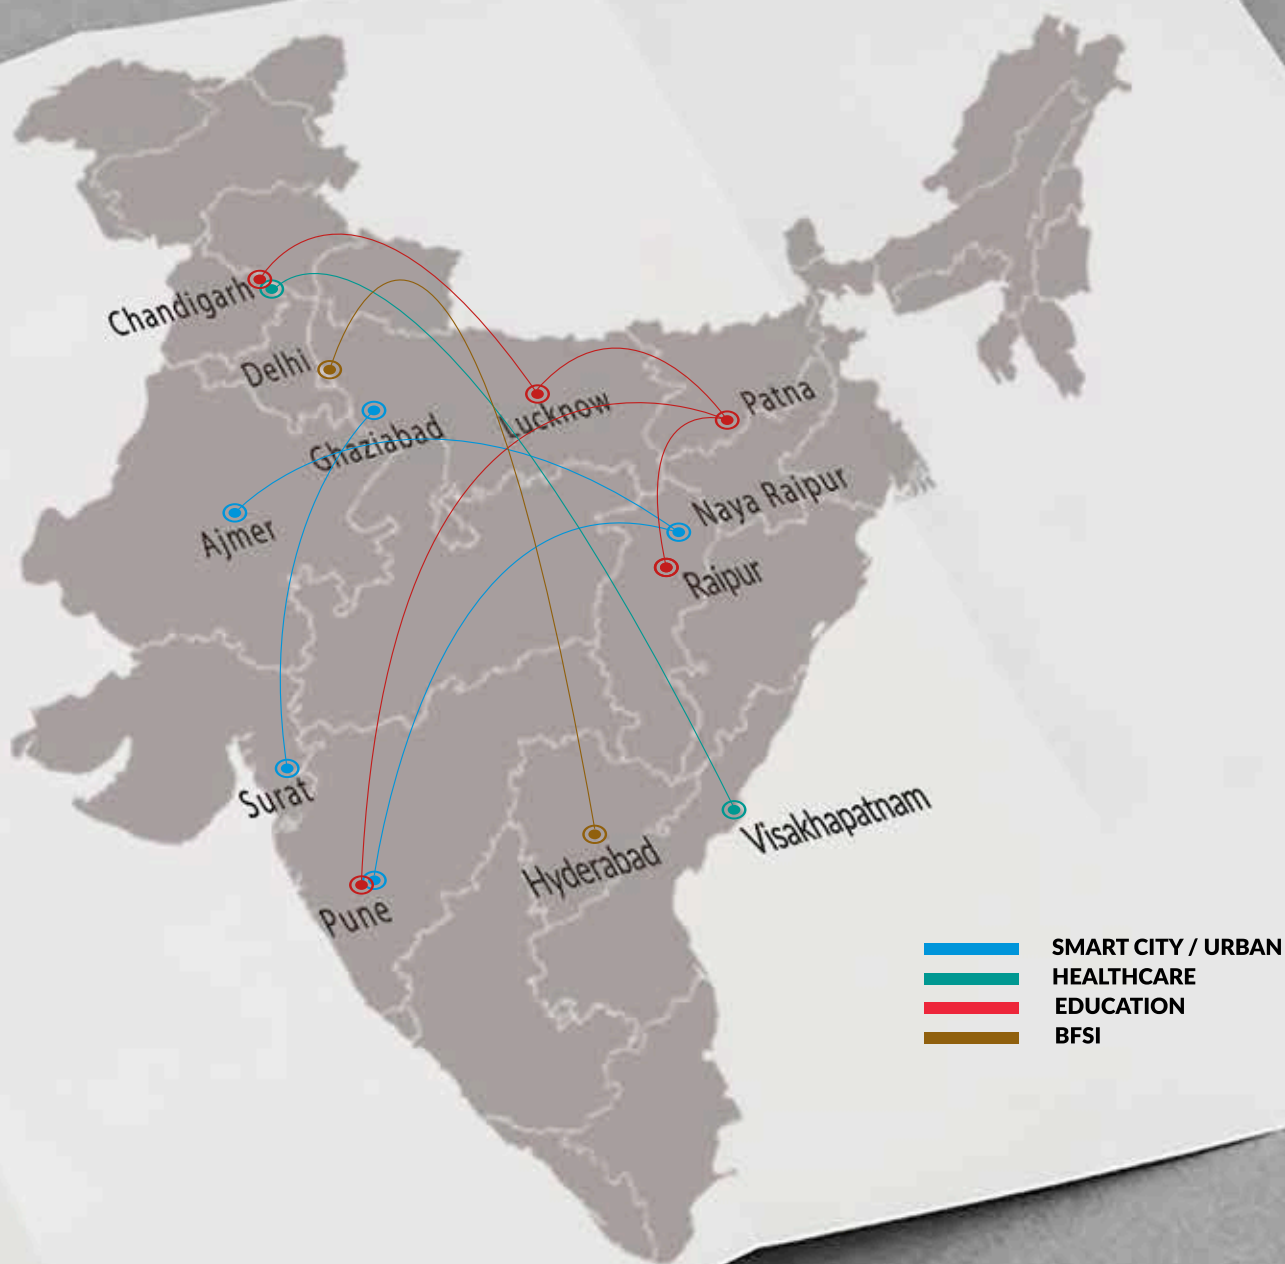 Chandigarh
Delhi
Ghaziabad
Lucknow
Patna
Ajmer
Naya Raipur
Raipur
Surat
Visakhapatnam
Hyderabad
Pune
SMART CITY / URBAN
HEALTHCARE
EDUCATION
BFSI